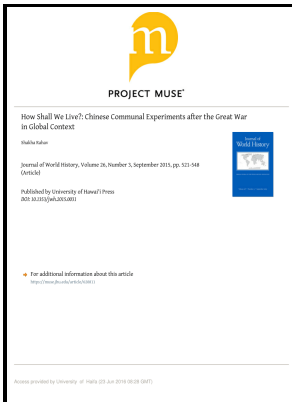 m
PROJECT MUSE®
How Shall We Live?: Chinese Communal Experiments after the Great War
in Global Context
Shakhar Rahav
Journal of World History, Volume 26, Number 3, September 2015, pp. 521-548
(Article)
Published by University of Hawai'i Press
DOI: 10.1353/jwh.2015.0031
Journal of
World History
For additional information about this article
Access provided by University of Haifa (23 Jun 2016 06:28 GMT)